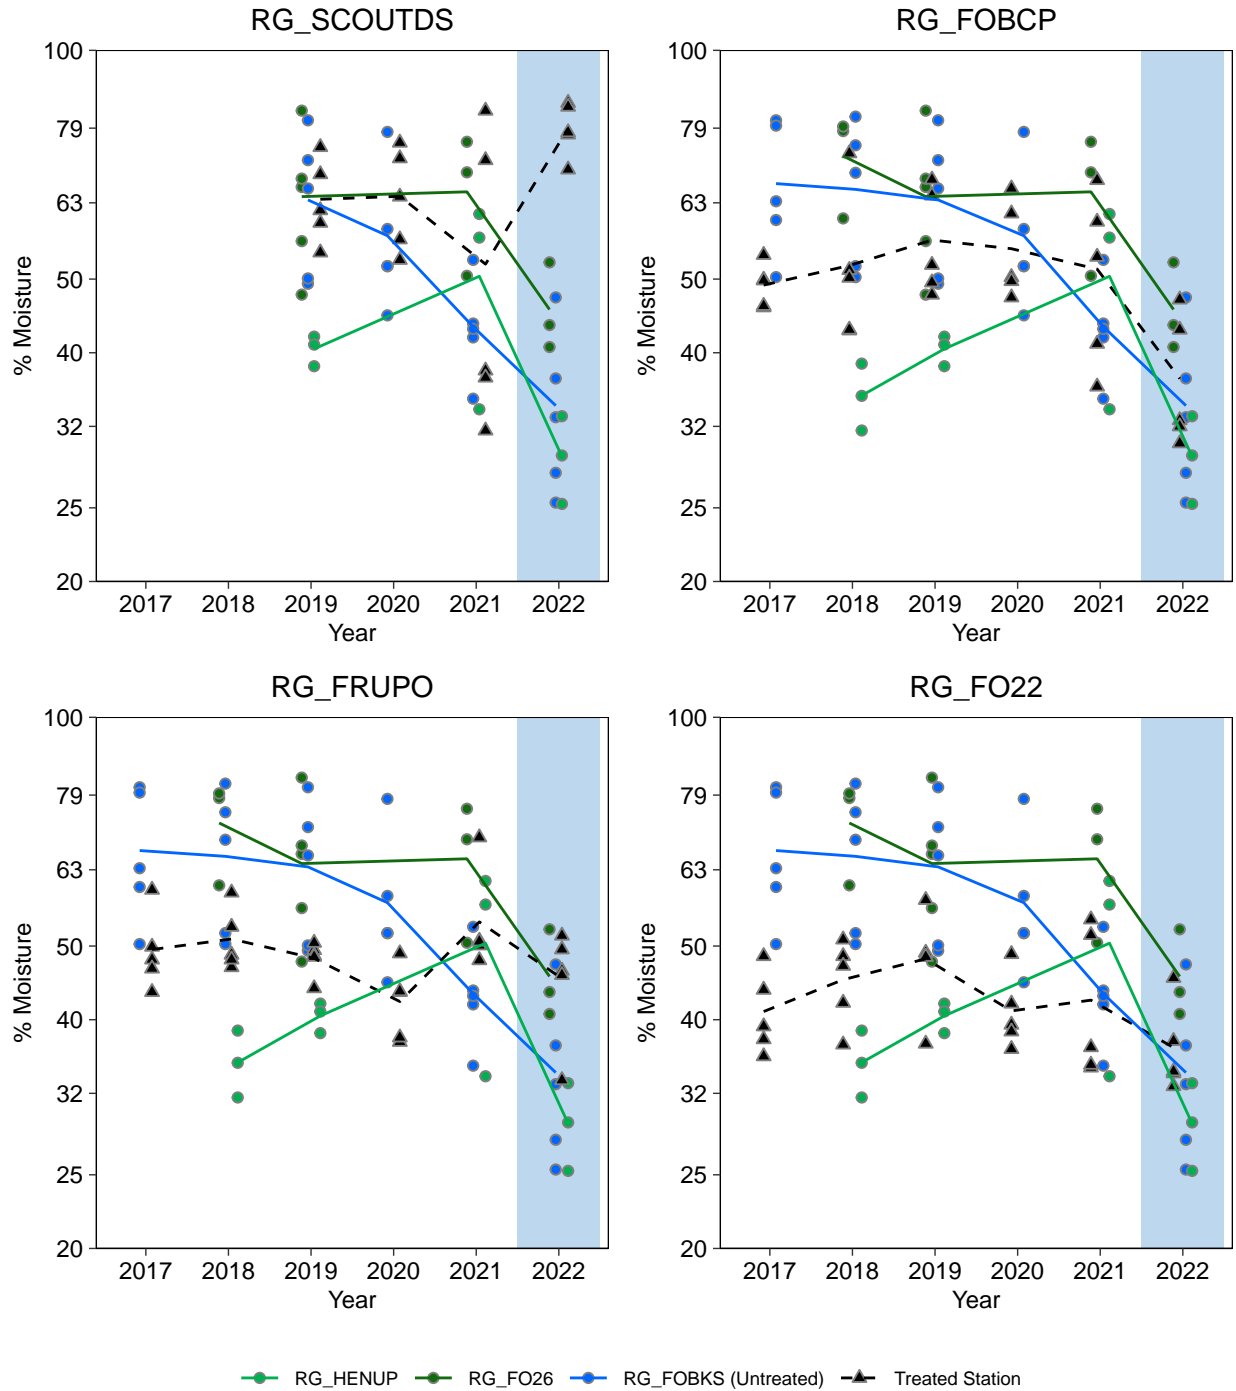 RG_SCOUTDS
% Moisture
100
79
63
50
40
32
25
20
2017 2018 2019 2020 2021 2022
Year
RG_FOBCP
% Moisture
100
79
63
50
40
32
25
20
2017 2018 2019 2020 2021 2022
Year
RG_FRUPO
% Moisture
100
79
63
50
40
32
25
20
2017 2018 2019 2020 2021 2022
Year
RG_FO22
% Moisture
100
79
63
50
40
32
25
20
2017 2018 2019 2020 2021 2022
Year
RG_HENUP RG_FO26 RG_FOBKS (Untreated) Treated Station